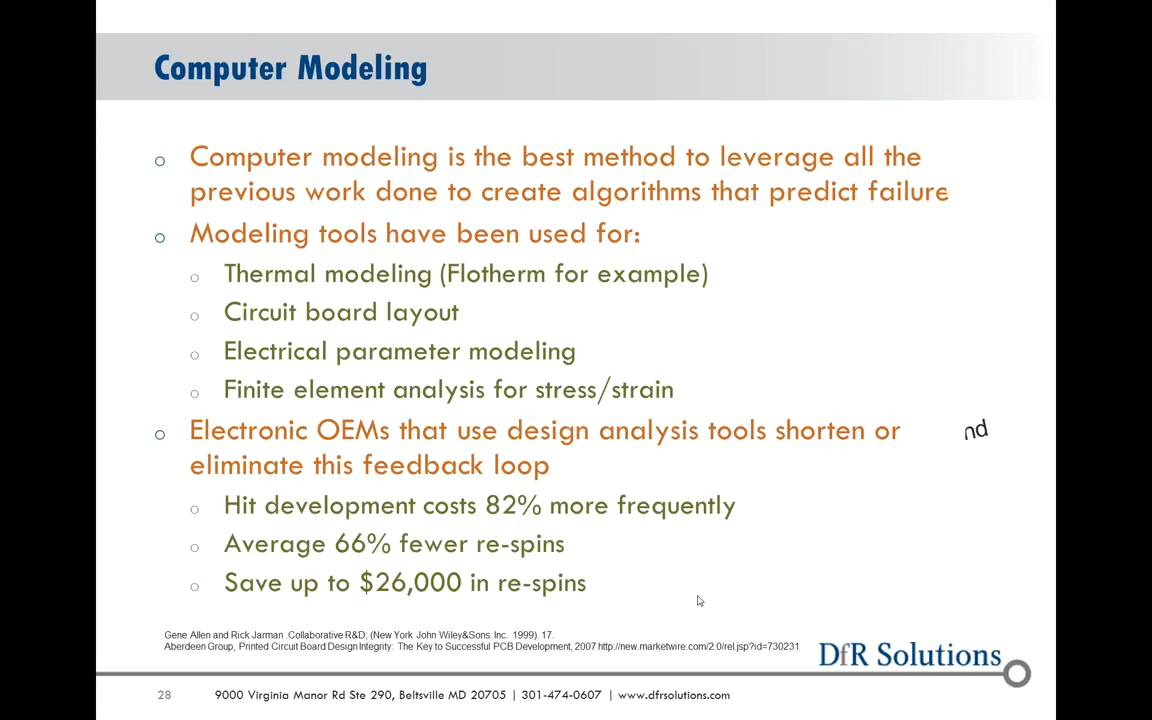 Computer Modeling
Computer modeling is the best method to leverage all the
previous work done to create algorithms that predict failure
Modeling tools have been used for:
Thermal modeling (Flotherm for example)
Circuit board layout
Electrical parameter modeling
Finite element analysis for stress/strain
Electronic OEMs that use design analysis tools shorten or
nd
eliminate this feedback loop
Hit development costs 82% more frequently
Average 66% fewer re-spins
Save up to $26,000 in re-spins
Gene Allen and Rick Jarman .Collaborative R&D; (New York John Wiley&Sons. Inc. 1999). 17.
Aberdeen Group, Printed Circuit Board Design Integrity: The Key to Successful PCB Development, 2007 http://new.marketwire.com/2.0/rel.jsp?id=730231
DfR Solutions
28
9000 Virginia Manor Rd Ste 290, Beltsville MD 20705 | 301-474-0607 | www.dfrsolutions.com